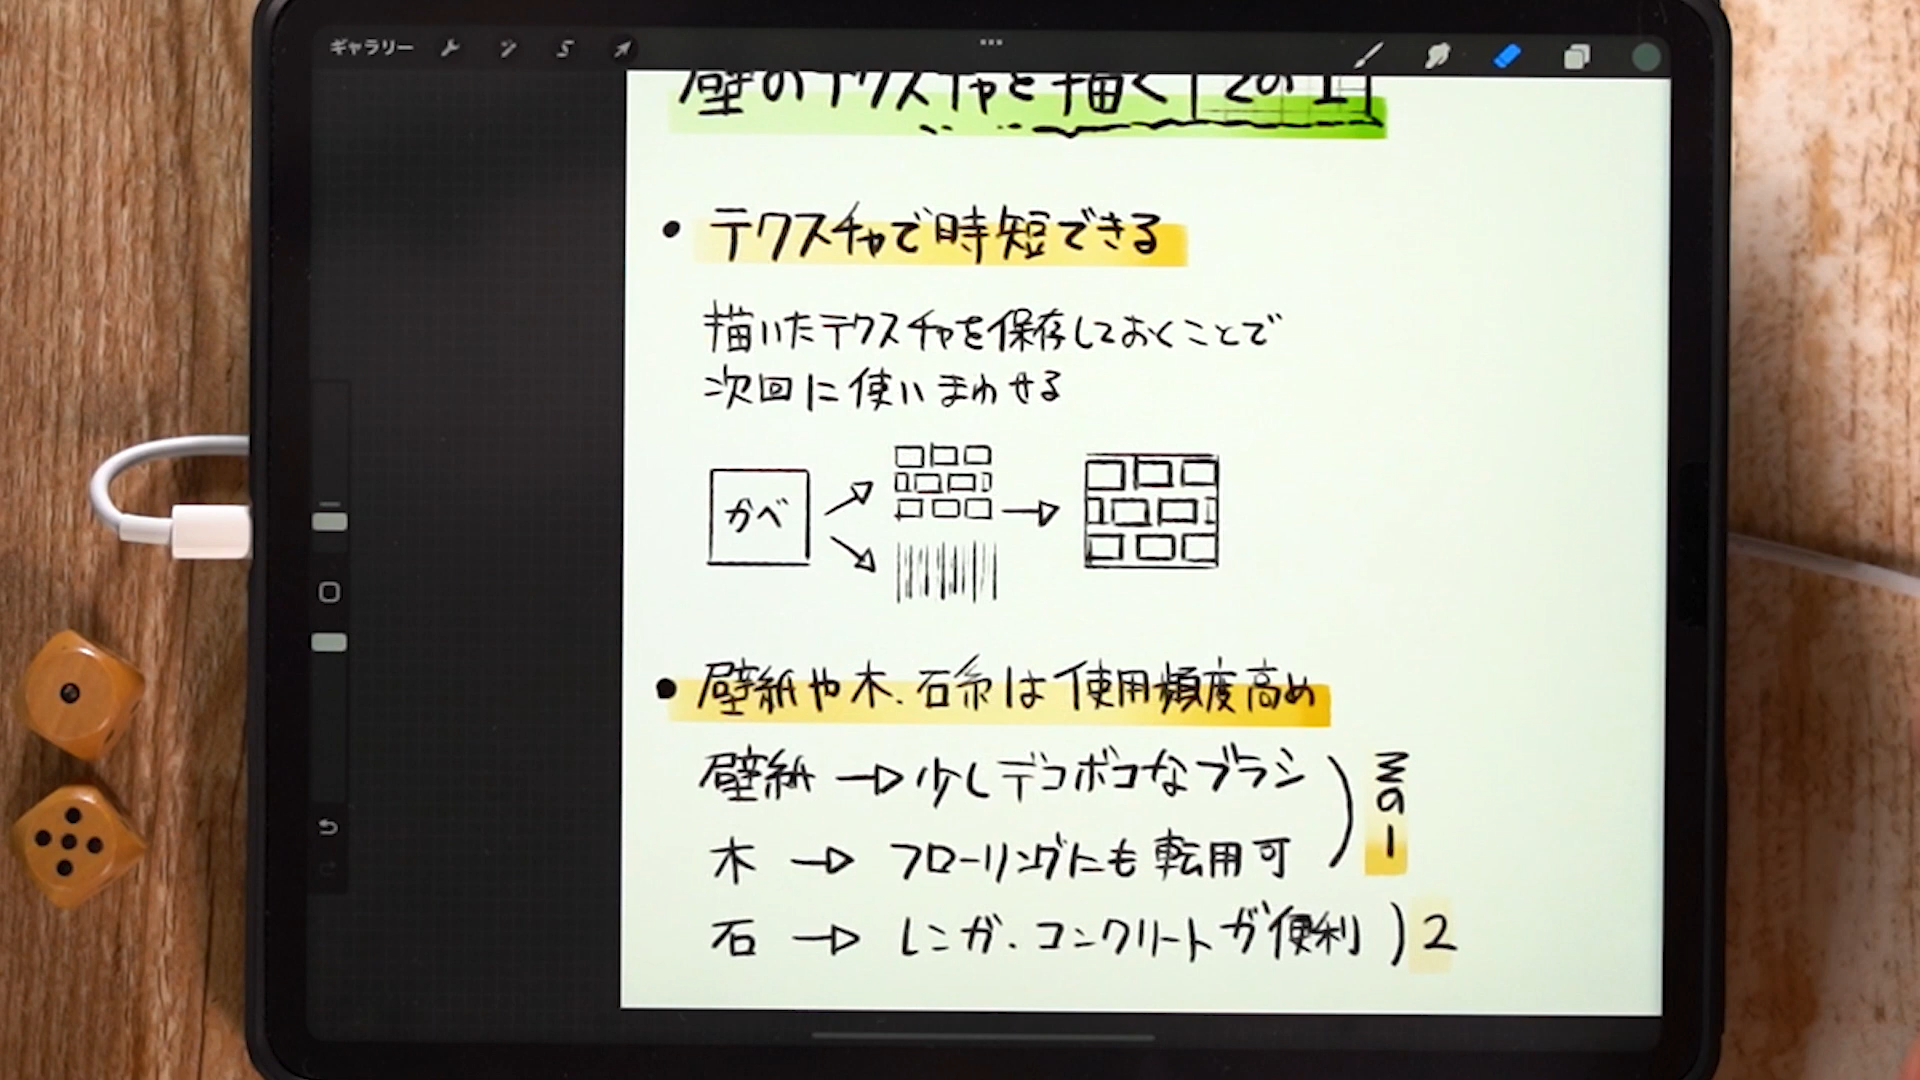 ギャラリー
壁のテクスチャを描く 2の1
• テクスチャで時短できる
描いたテクスチャを保存しておくことで
次回に使いまわせる
かべ
• 壁紙や木、石系は使用頻度高め
壁紙 → 少しデコボコなブラシ
木 → フローリングにも転用可
石 → レンガ、コンクリートが便利
2の1
2